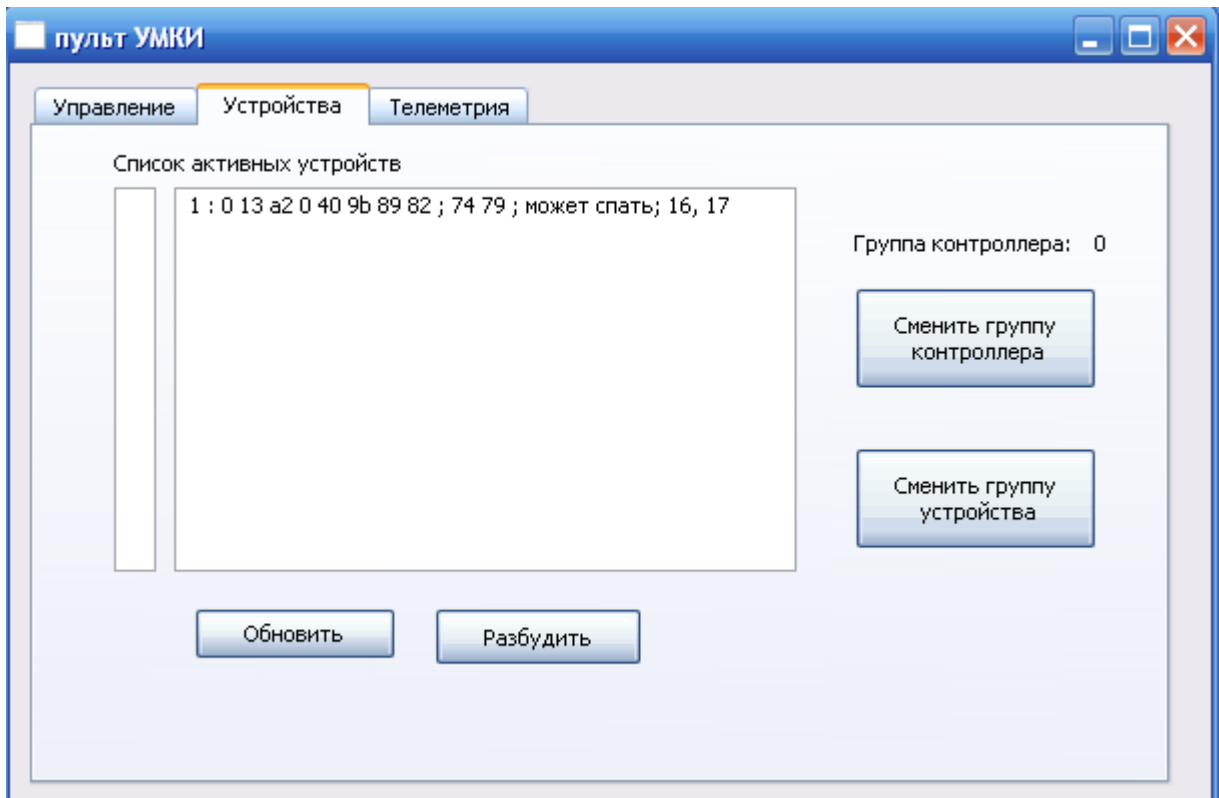 пульт УМКИ
Управление Устройства Телеметрия
Список активных устройств
1 : 0 13 a2 0 40 9b 89 82 ; 74 79 ; может спать; 16, 17
Группа контроллера: 0
Сменить группу
контроллера
Сменить группу
устройства
Обновить Разбудить